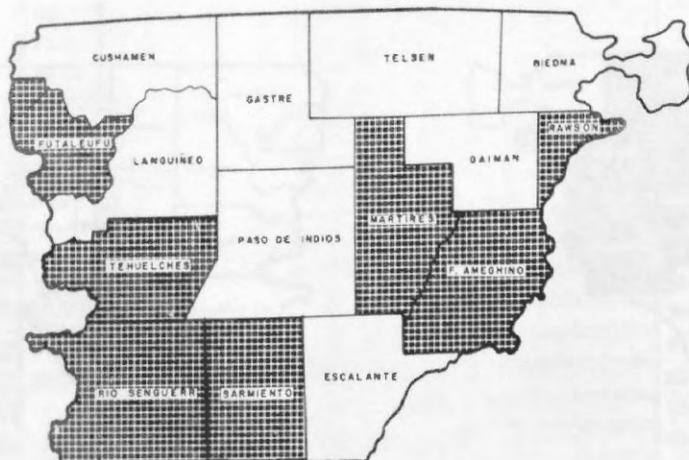 CUSHAMEN
TELSEN
BIEDMA
GASTRE
RAWSON
FUTALEUFU
LANGUIÑEO
GAIMAN
MARTIRES
PASO DE INDIOS
TEHUELCHES
F. AMEGHINO
ESCALANTE
RIO SENGUERR
SARMIENTO